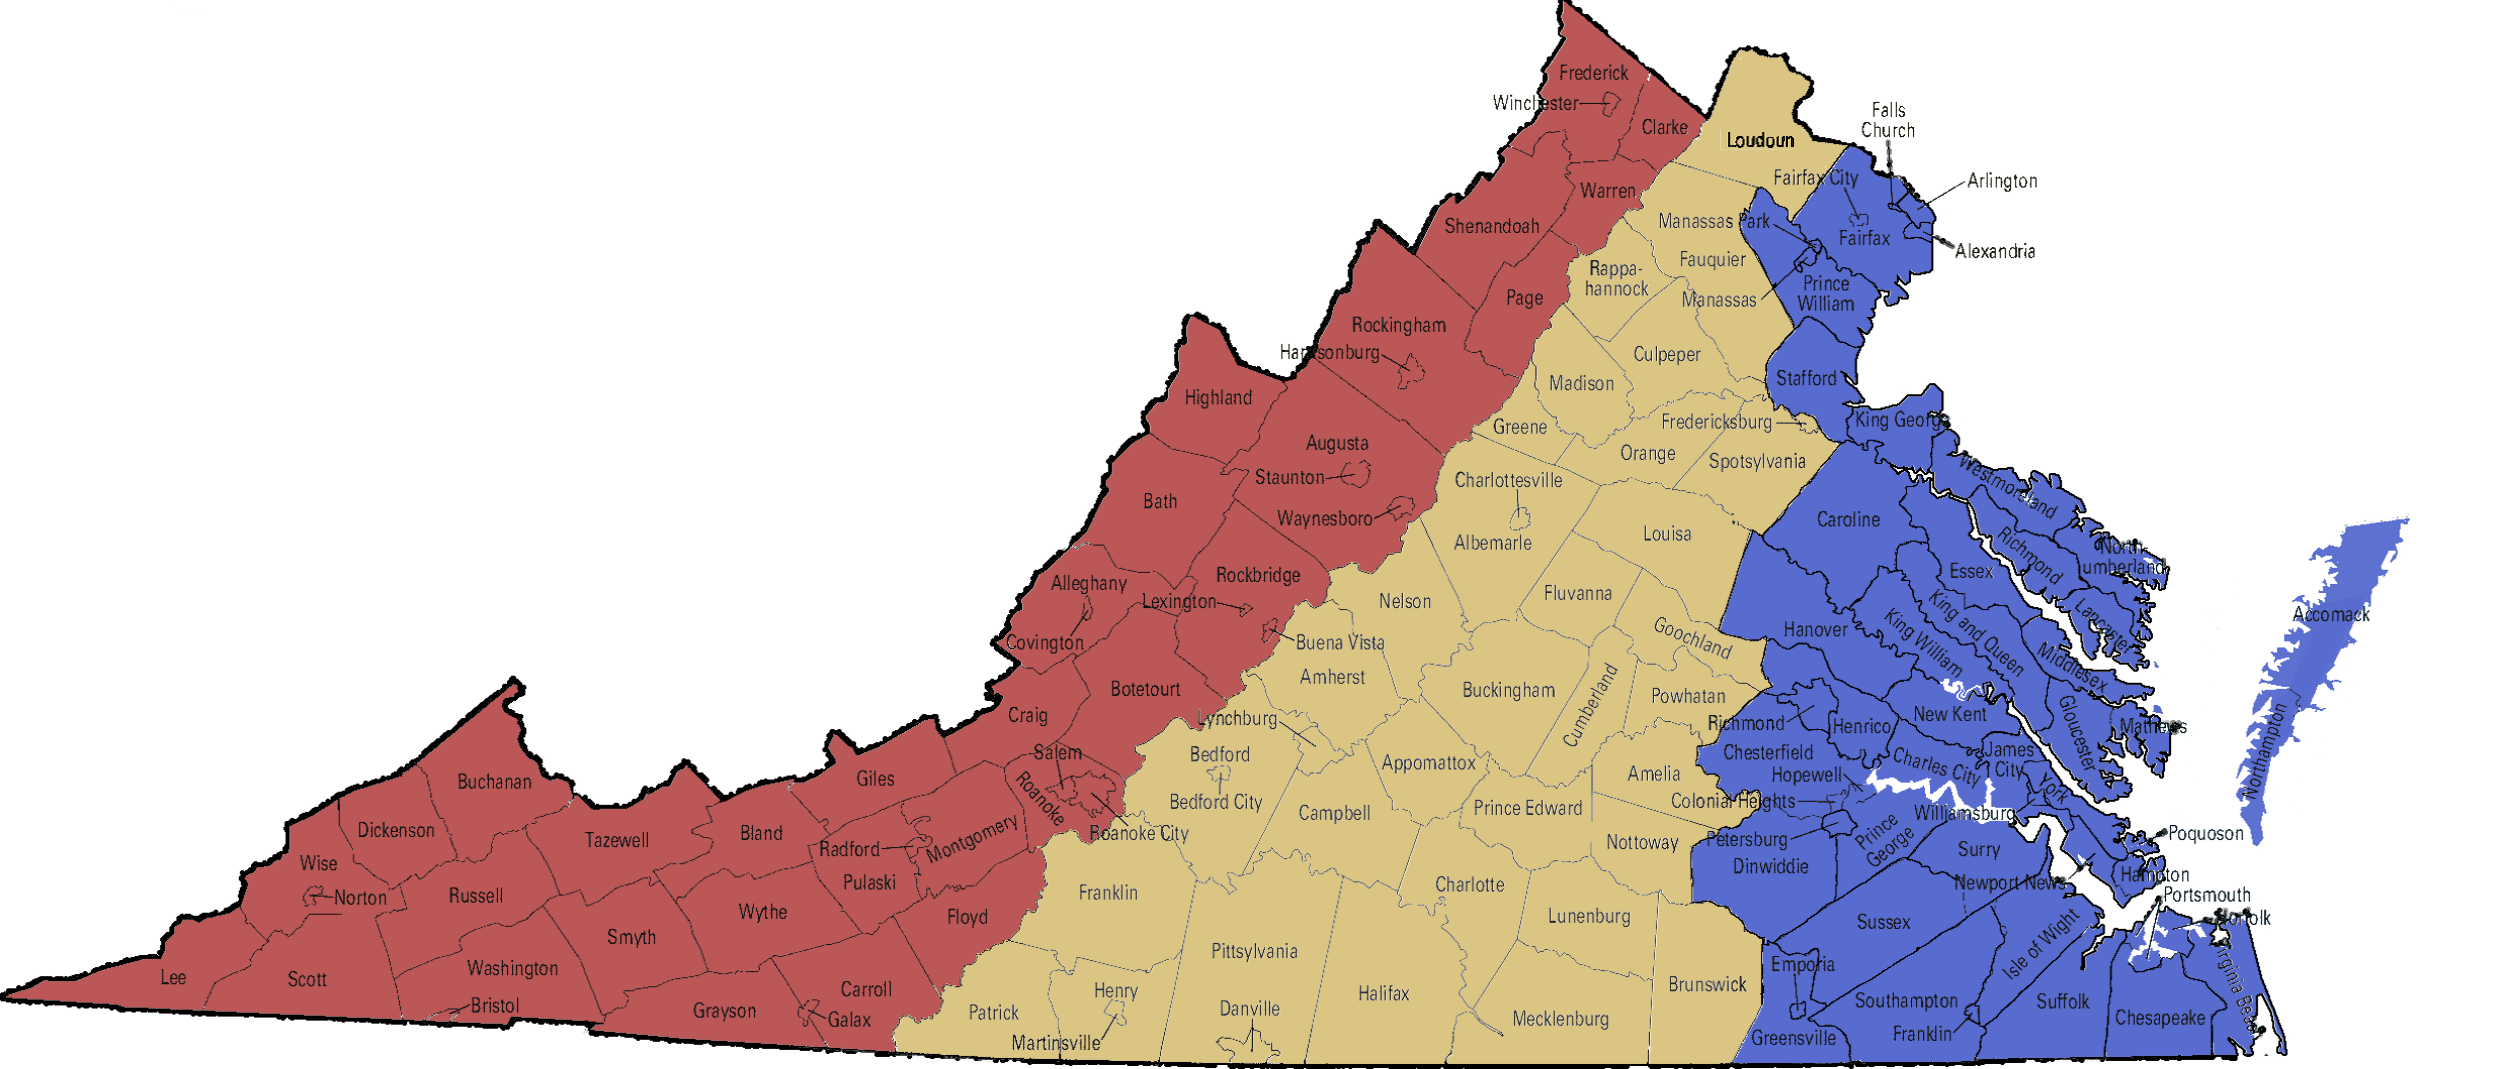 Frederick
Winchester
Clarke
Loudoun
Falls
Church
Fairfax City
Arlington
Warren
Shenandoah
Manassas Park
Fairfax
Alexandria
Fauquier
Rappa-
hannock
Page
Manassas
Prince
William
Rockingham
Harrisonburg
Culpeper
Madison
Stafford
Highland
King George
Greene
Fredericksburg
Augusta
Orange
Spotsylvania
Staunton
Charlottesville
Westmoreland
Bath
Waynesboro
Caroline
Louisa
Albemarle
Richmond
North-
umberland
Essex
Rockbridge
Alleghany
Fluvanna
Lexington
Nelson
King and Queen
Lancaster
Accomack
Hanover
King William
Goochland
Covington
Buena Vista
Middlesex
Amherst
Botetourt
Buckingham
Cumberland
Powhatan
Craig
Lynchburg
Richmond
Henrico
New Kent
Gloucester
Mathews
Northampton
Salem
Bedford
Appomattox
Chesterfield
James
City
Charles City
Buchanan
Giles
Roanoke
Amelia
Hopewell
York
Bedford City
Prince Edward
Colonial Heights
Campbell
Williamsburg
Dickenson
Bland
Tazewell
Montgomery
Roanoke City
Poquoson
Radford
Nottoway
Petersburg
Prince
George
Surry
Wise
Dinwiddie
Pulaski
Newport News
Hampton
Norton
Russell
Franklin
Charlotte
Portsmouth
Wythe
Floyd
Lunenburg
Sussex
Norfolk
Smyth
Isle of Wight
Pittsylvania
Washington
Emporia
Virginia Beach
Lee
Scott
Carroll
Henry
Halifax
Brunswick
Bristol
Grayson
Galax
Patrick
Danville
Mecklenburg
Southampton
Suffolk
Chesapeake
Martinsville
Greensville
Franklin